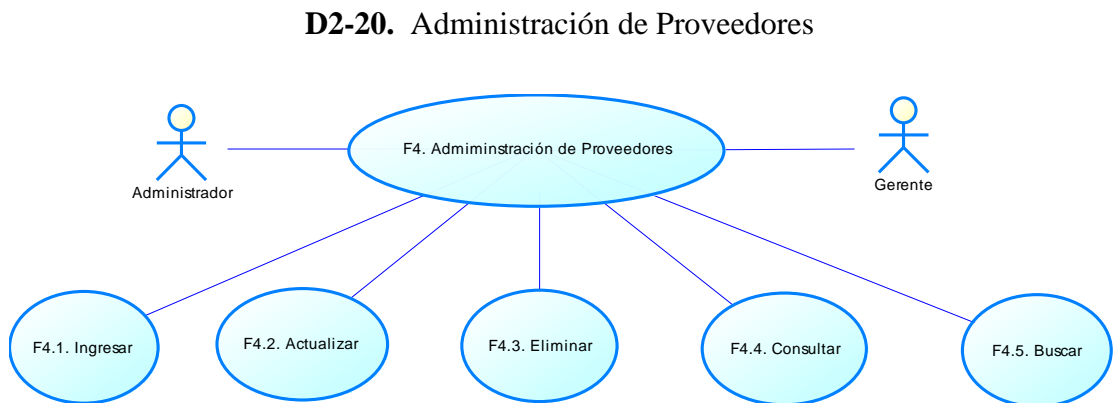 D2-20. Administración de Proveedores
F4. Admiminstración de Proveedores
Administrador
Gerente
F4.1. Ingresar
F4.2. Actualizar
F4.3. Eliminar
F4.4. Consultar
F4.5. Buscar